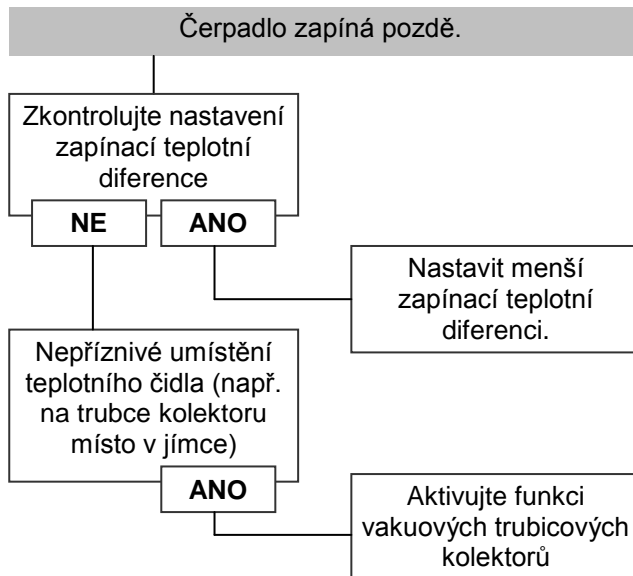 Čerpadlo zapíná pozdě.
Zkontrolujte nastavení
zapínací teplotní
diference
NE
ANO
Nastavit menší
zapínací teplotní
diferenci.
Nepříznivé umístění
teplotního čidla (např.
na trubce kolektoru
místo v jímce)
ANO
Aktivujte funkci
vakuových trubicových
kolektorů